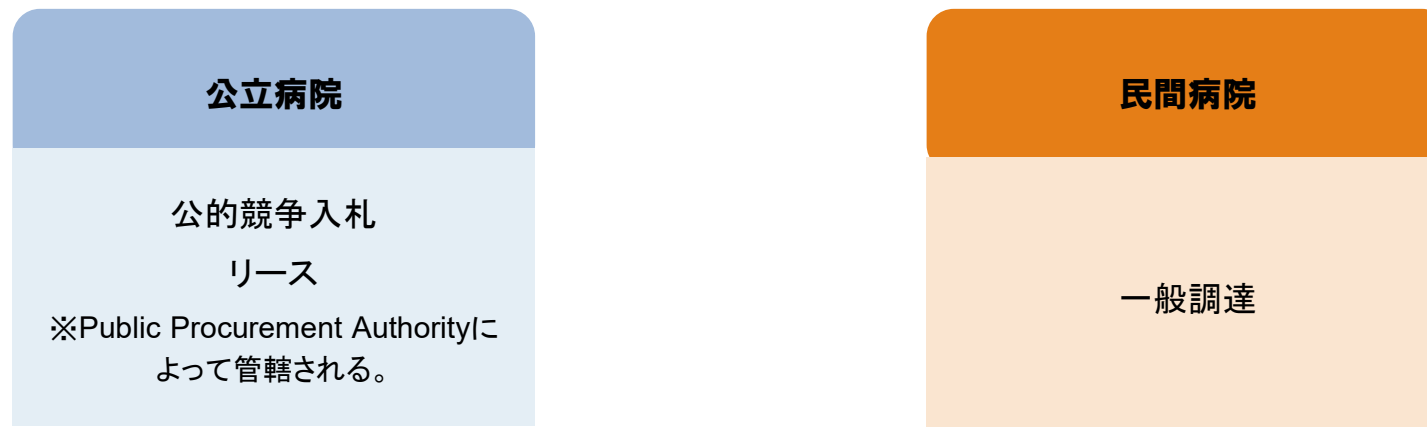 公立病院
公的競争入札
リース
※Public Procurement Authorityに
よって管轄される。
民間病院
一般調達